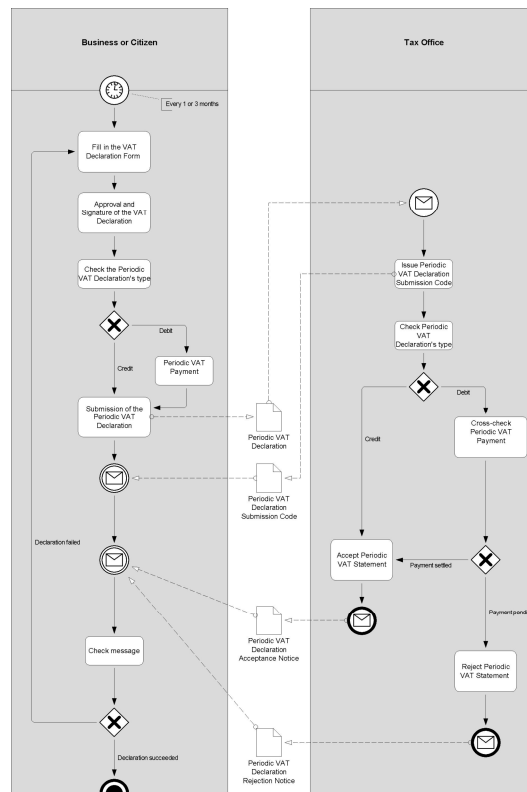 Business or Citizen
Every 1 or 3 months
Fill in the VAT
Declaration Form
Approval and
Signature of the VAT
Declaration
Check the Periodic
VAT Declaration's type
Debit
Credit
Periodic VAT
Payment
Submission of the
Periodic VAT
Declaration
Declaration failed
Check message
Declaration succeeded
Periodic VAT
Declaration
Periodic VAT
Declaration
Submission Code
Periodic VAT
Declaration
Acceptance Notice
Periodic VAT
Declaration
Rejection Notice
Tax Office
Issue Periodic
VAT Declaration
Submission Code
Check Periodic
VAT
Declaration's type
Debit
Credit
Cross-check
Periodic VAT
Payment
Accept Periodic
VAT Statement
Payment settled
Payment pendi
Reject Periodic
VAT Statement